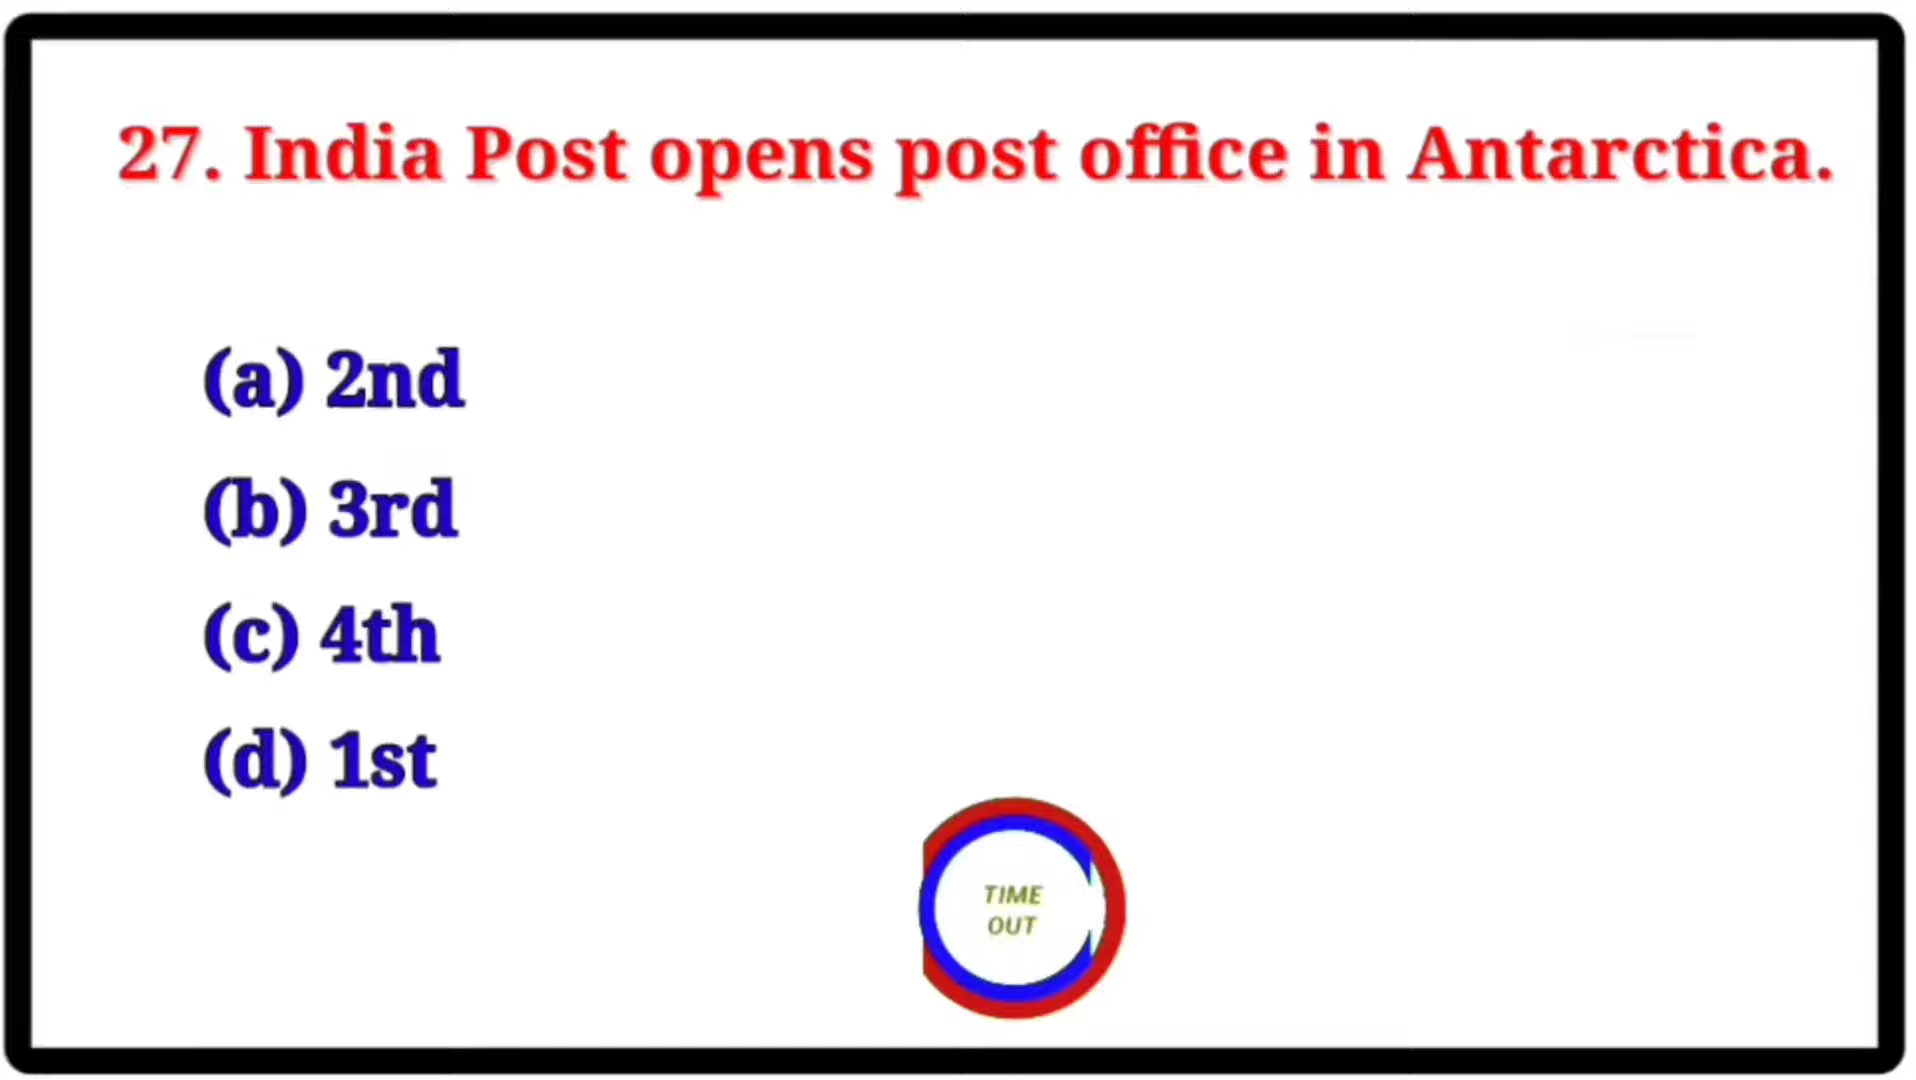 27. India Post opens post office in Antarctica.
(a) 2nd
(b) 3rd
(c) 4th
(d) 1st
TIME
OUT